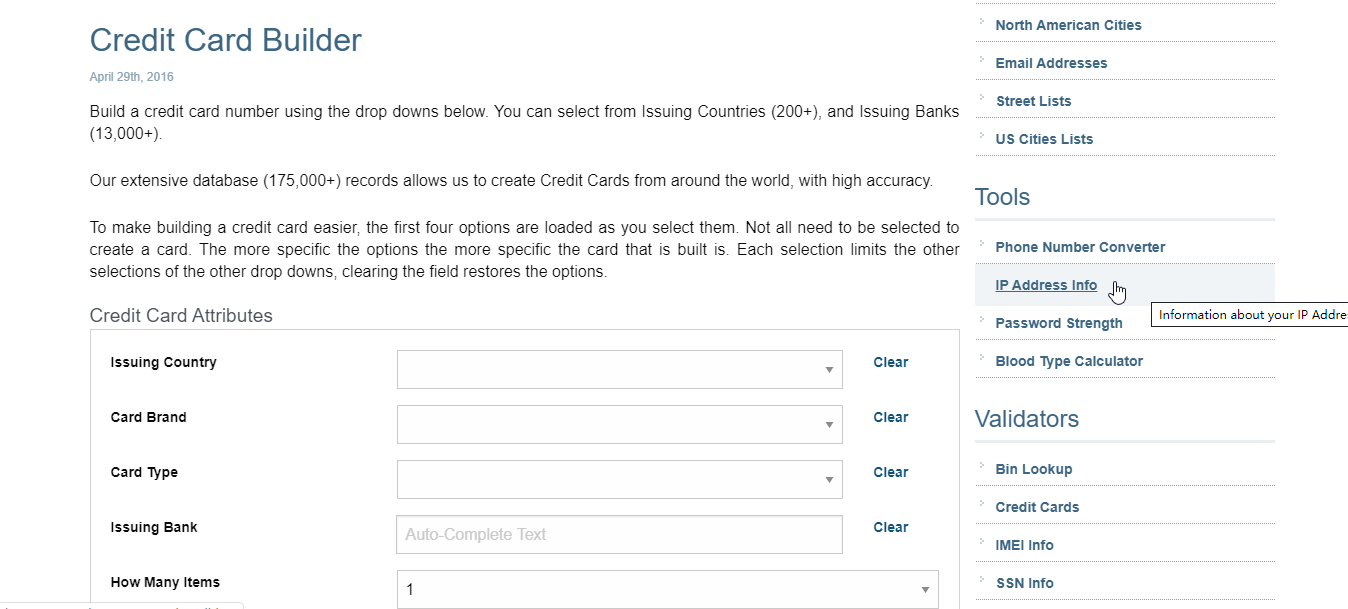 Credit Card Builder
April 29th, 2016
Build a credit card number using the drop downs below. You can select from Issuing Countries (200+), and Issuing Banks
(13,000+).
Our extensive database (175,000+) records allows us to create Credit Cards from around the world, with high accuracy.
To make building a credit card easier, the first four options are loaded as you select them. Not all need to be selected to
create a card. The more specific the options the more specific the card that is built is. Each selection limits the other
selections of the other drop downs, clearing the field restores the options.
Credit Card Attributes
Issuing Country
Clear
Card Brand
Clear
Card Type
Clear
Issuing Bank
Auto-Complete Text
Clear
How Many Items
1
North American Cities
Email Addresses
Street Lists
US Cities Lists
Tools
Phone Number Converter
IP Address Info
Information about your IP Addre
Password Strength
Blood Type Calculator
Validators
Bin Lookup
Credit Cards
IMEI Info
SSN Info